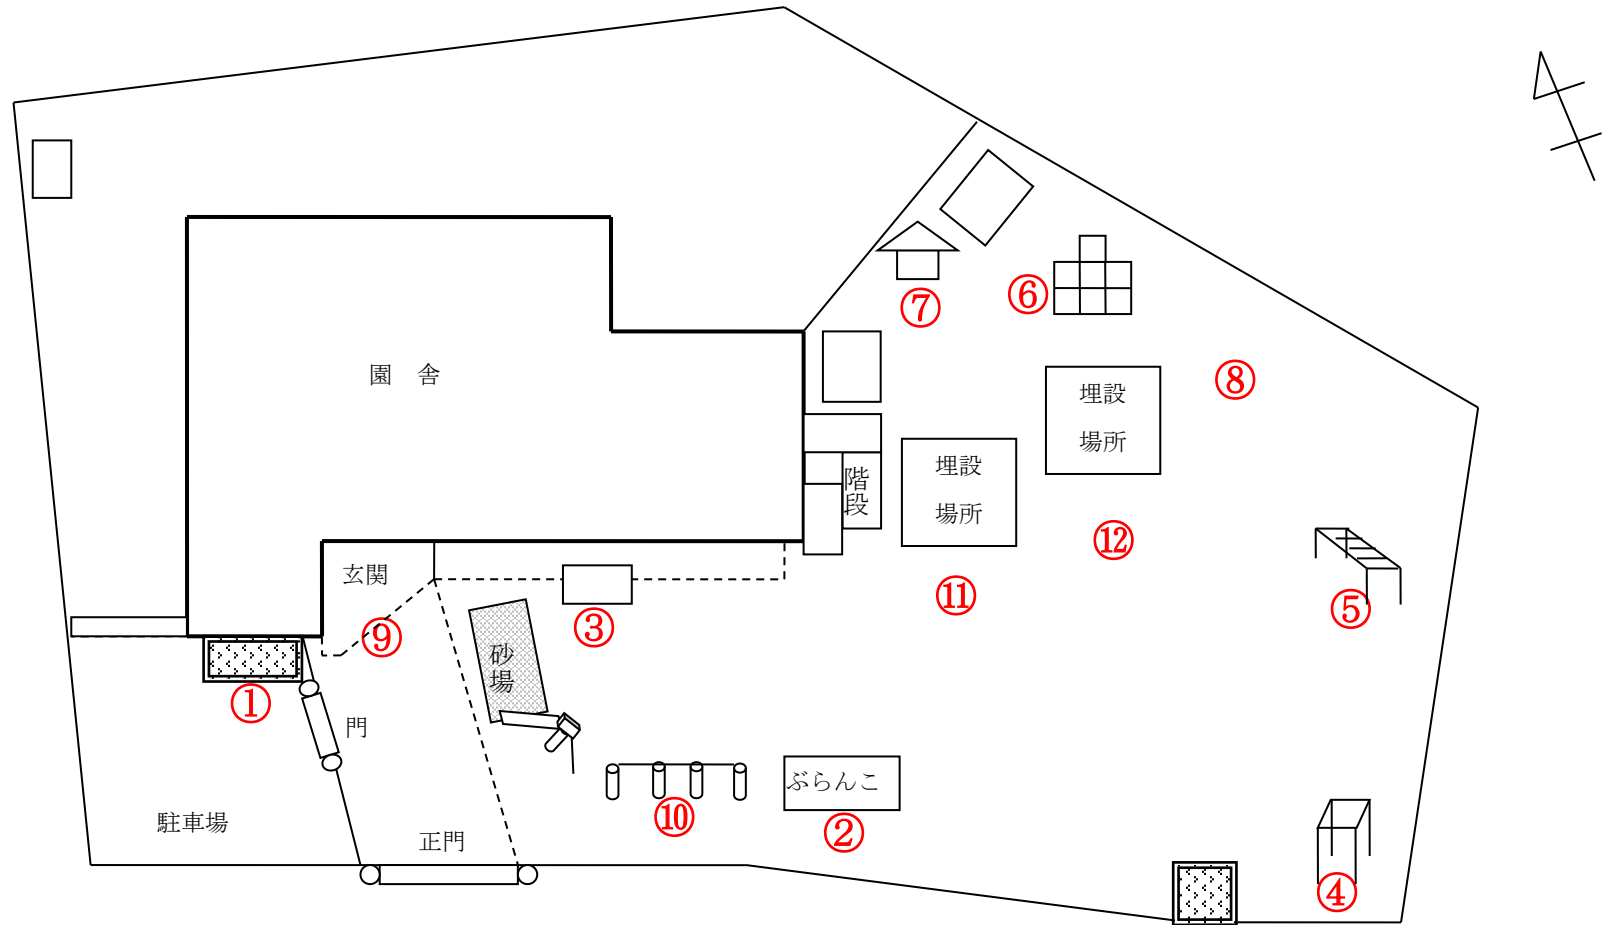 ⑦
⑥
園　舎
⑧
埋設
場所
埋設
場所
階段
⑫
玄関
⑪
⑤
⑨
③
砂場
①
門
ぶらんこ
⑩
②
駐車場
正門
④